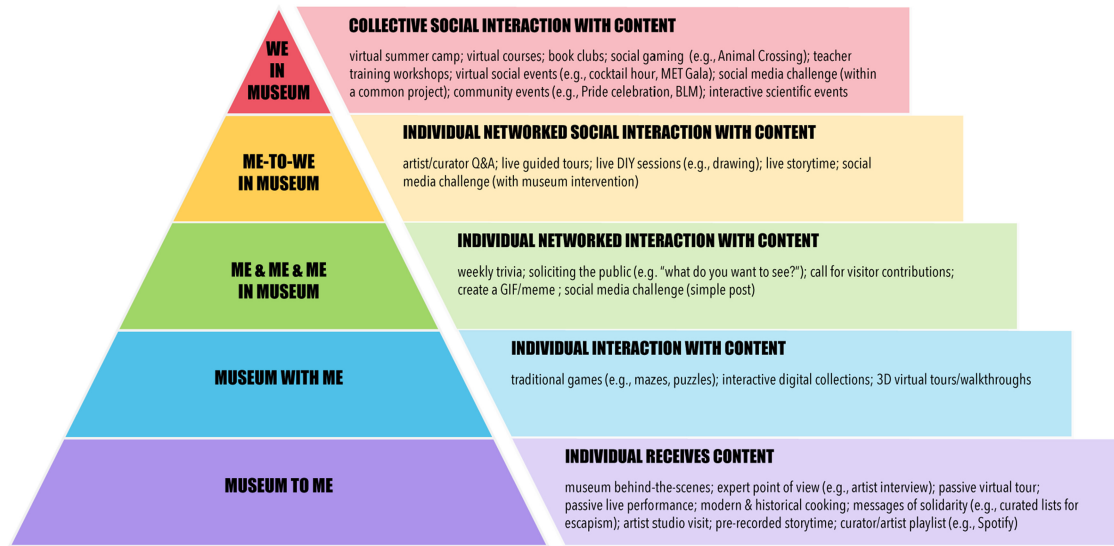 WE
IN
MUSEUM
COLLECTIVE SOCIAL INTERACTION WITH CONTENT
virtual summer camp; virtual courses; book clubs; social gaming (e.g., Animal Crossing); teacher
training workshops; virtual social events (e.g., cocktail hour, MET Gala); social media challenge (within
a common project); community events (e.g., Pride celebration, BLM); interactive scientific events
ME-TO-WE
IN MUSEUM
INDIVIDUAL NETWORKED SOCIAL INTERACTION WITH CONTENT
artist/curator Q&A; live guided tours; live DIY sessions (e.g., drawing); live storytime; social
media challenge (with museum intervention)
ME & ME & ME
IN MUSEUM
INDIVIDUAL NETWORKED INTERACTION WITH CONTENT
weekly trivia; soliciting the public (e.g. “what do you want to see?”); call for visitor contributions;
create a GIF/meme ; social media challenge (simple post)
MUSEUM WITH ME
INDIVIDUAL INTERACTION WITH CONTENT
traditional games (e.g., mazes, puzzles); interactive digital collections; 3D virtual tours/walkthroughs
MUSEUM TO ME
INDIVIDUAL RECEIVES CONTENT
museum behind-the-scenes; expert point of view (e.g., artist interview); passive virtual tour;
passive live performance; modern & historical cooking; messages of solidarity (e.g., curated lists for
escapism); artist studio visit; pre-recorded storytime; curator/artist playlist (e.g., Spotify)